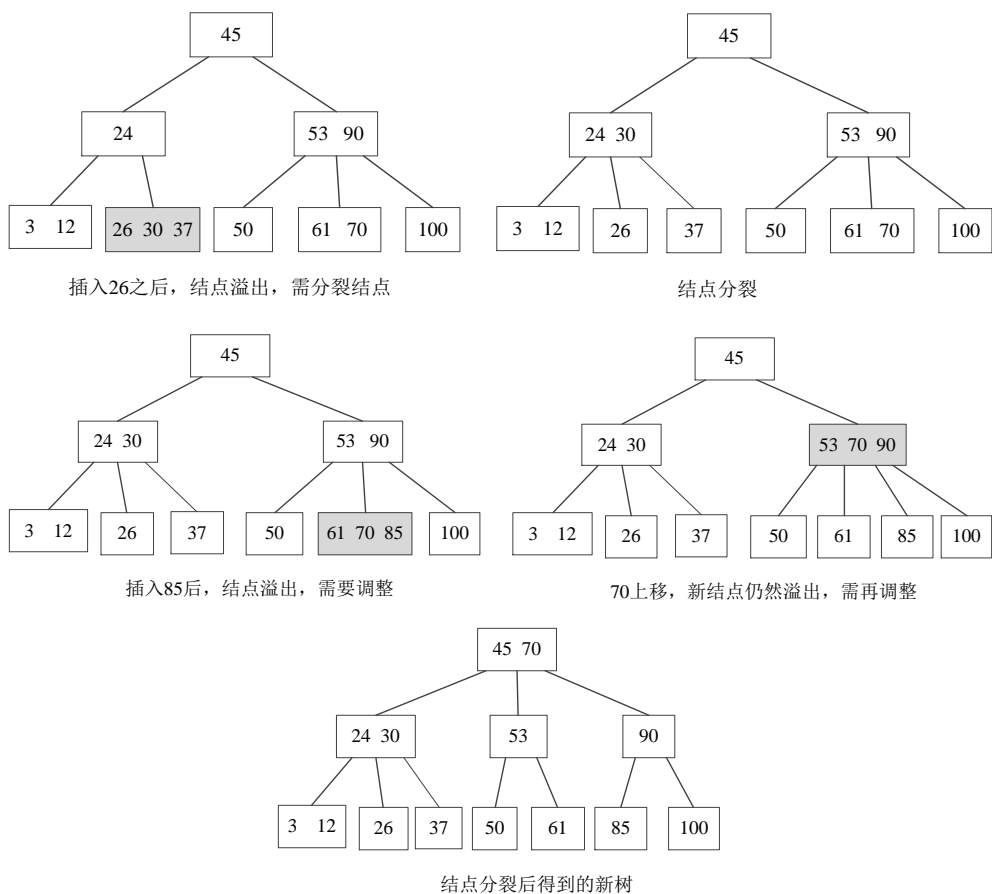 45 45
24 53 90 24 30 53 90
3 12 26 30 37 50 61 70 100 3 12 26 37 50 61 70 100
插入26之后，结点溢出，需分裂结点 结点分裂
45 45
24 30 53 90 24 30 53 70 90
3 12 26 37 50 61 70 85 100 3 12 26 37 50 61 85 100
插入85后，结点溢出，需要调整 70上移，新结点仍然溢出，需再调整
45 70
24 30 53 90
3 12 26 37 50 61 85 100
结点分裂后得到的新树